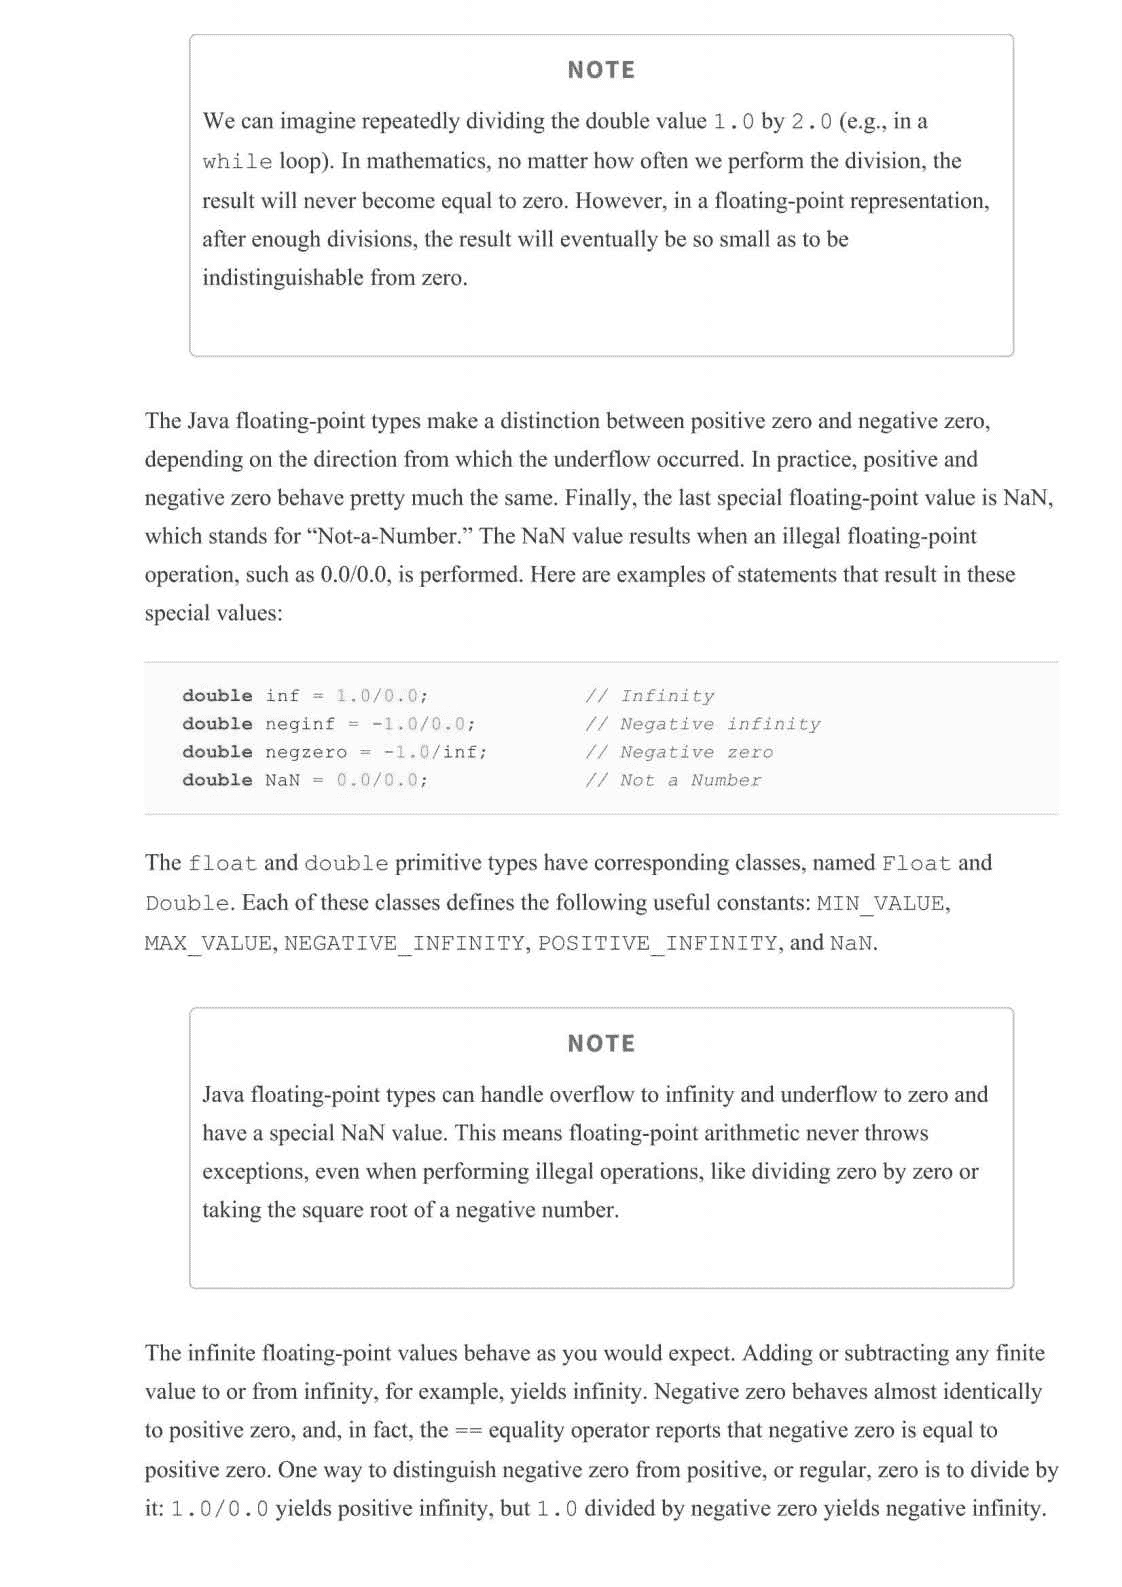 NOTE
We can imagine repeatedly dividing the double value 1.0 by 2.0 (e.g., in a
while loop). In mathematics, no matter how often we perform the division, the
result will never become equal to zero. However, in a floating-point representation,
after enough divisions, the result will eventually be so small as to be
indistinguishable from zero.
The Java floating-point types make a distinction between positive zero and negative zero,
depending on the direction from which the underflow occurred. In practice, positive and
negative zero behave pretty much the same. Finally, the last special floating-point value is NaN,
which stands for “Not-a-Number.” The NaN value results when an illegal floating-point
operation, such as 0.0/0.0, is performed. Here are examples of statements that result in these
special values:
double inf = 1.0/0.0; // Infinity
double neginf = -1.0/0.0; // Negative infinity
double negzero = -1.0/inf; // Negative zero
double NaN = 0.0/0.0; // Not a Number
The float and double primitive types have corresponding classes, named Float and
Double. Each of these classes defines the following useful constants: MIN_VALUE,
MAX_VALUE, NEGATIVE_INFINITY, POSITIVE_INFINITY, and NaN.
NOTE
Java floating-point types can handle overflow to infinity and underflow to zero and
have a special NaN value. This means floating-point arithmetic never throws
exceptions, even when performing illegal operations, like dividing zero by zero or
taking the square root of a negative number.
The infinite floating-point values behave as you would expect. Adding or subtracting any finite
value to or from infinity, for example, yields infinity. Negative zero behaves almost identically
to positive zero, and, in fact, the == equality operator reports that negative zero is equal to
positive zero. One way to distinguish negative zero from positive, or regular, zero is to divide by
it: 1.0/0.0 yields positive infinity, but 1.0 divided by negative zero yields negative infinity.